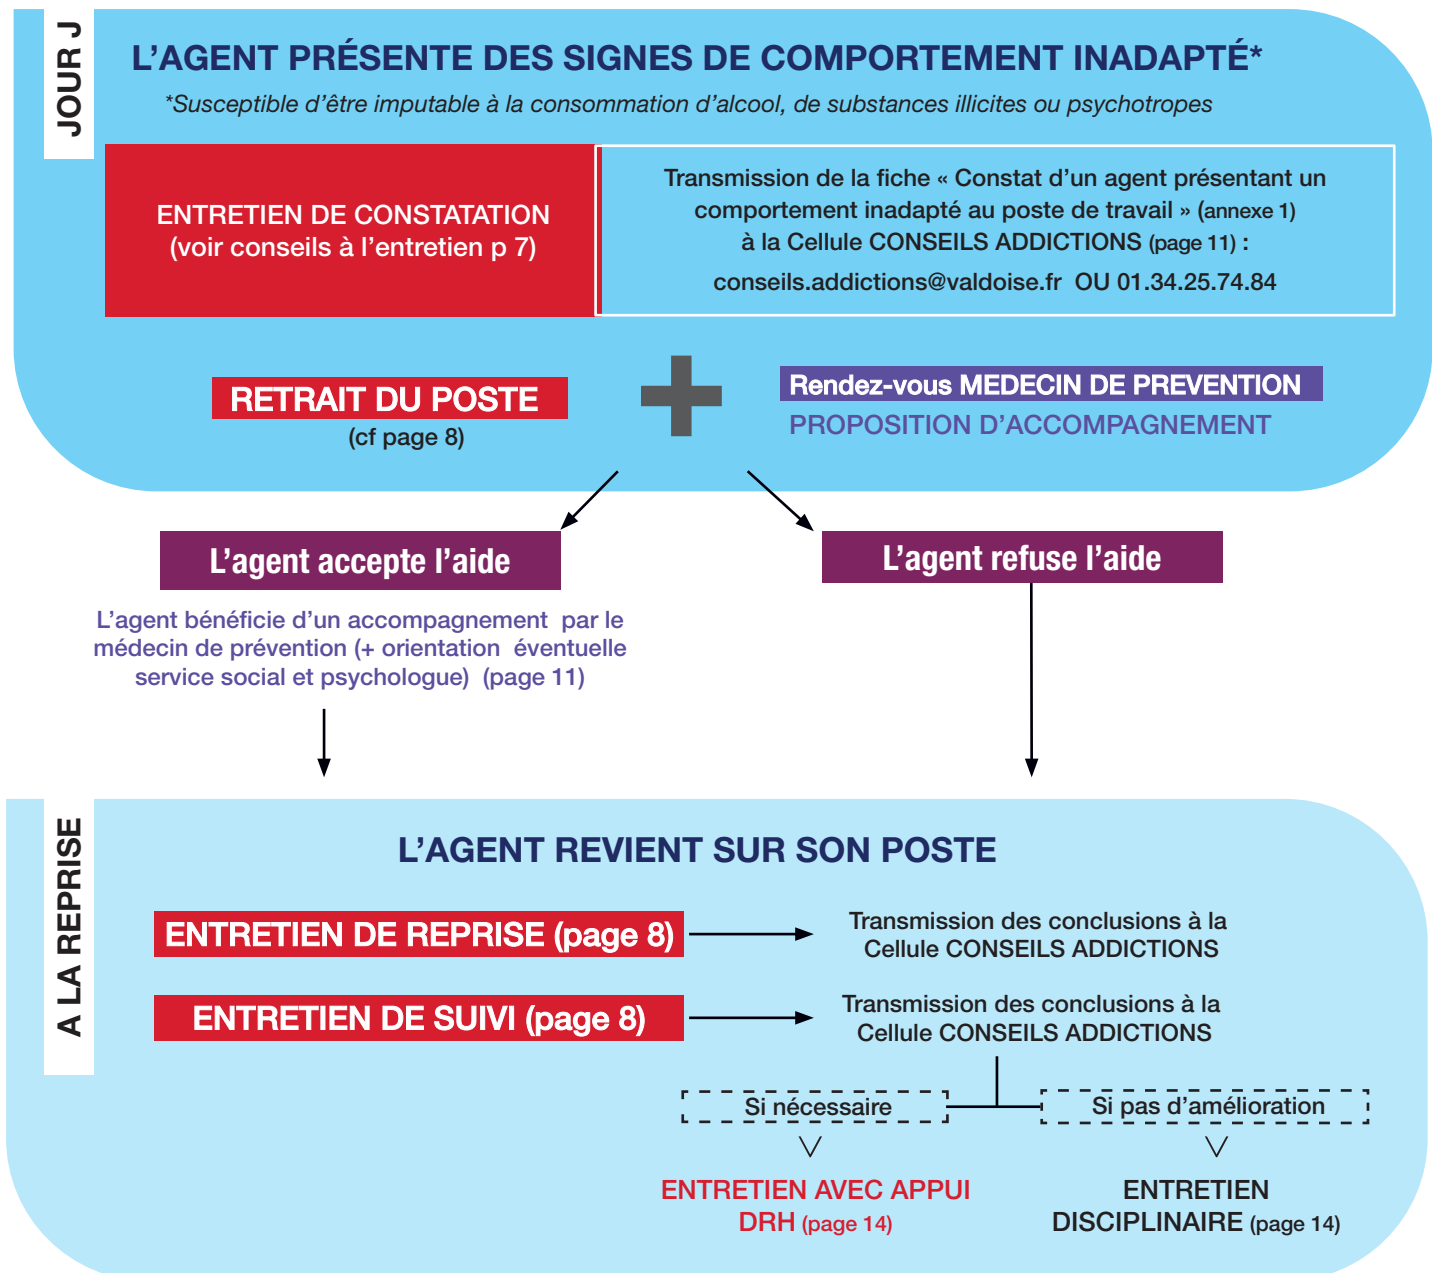 JOUR J
L'AGENT PRÉSENTE DES SIGNES DE COMPORTEMENT INADAPTÉ*
*Susceptible d'être imputable à la consommation d'alcool, de substances illicites ou psychotropes
ENTRETIEN DE CONSTATATION
(voir conseils à l'entretien p 7)
Transmission de la fiche « Constat d'un agent présentant un
comportement inadapté au poste de travail » (annexe 1)
à la Cellule CONSEILS ADDICTIONS (page 11) :
conseils.addictions@valdoise.fr OU 01.34.25.74.84
RETRAIT DU POSTE
(cf page 8)
Rendez-vous MEDECIN DE PREVENTION
PROPOSITION D'ACCOMPAGNEMENT
L'agent accepte l'aide
L'agent refuse l'aide
L'agent bénéficie d'un accompagnement par le
médecin de prévention (+ orientation éventuelle
service social et psychologue) (page 11)
A LA REPRISE
L'AGENT REVIENT SUR SON POSTE
ENTRETIEN DE REPRISE (page 8)
Transmission des conclusions à la
Cellule CONSEILS ADDICTIONS
ENTRETIEN DE SUIVI (page 8)
Transmission des conclusions à la
Cellule CONSEILS ADDICTIONS
Si nécessaire
Si pas d'amélioration
ENTRETIEN AVEC APPUI
DRH (page 14)
ENTRETIEN
DISCIPLINAIRE (page 14)